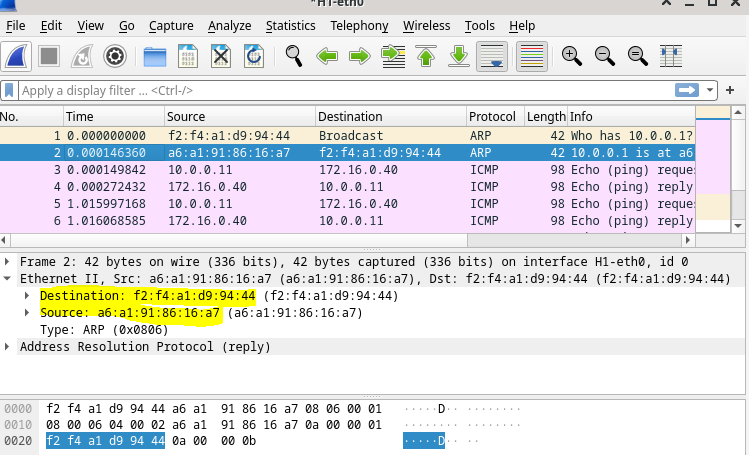 *H1-eth0
File Edit View Go Capture Analyze Statistics Telephony Wireless Tools Help
Apply a display filter ... <Ctrl-/>
No. Time Source Destination Protocol Length Info
1 0.000000000 f2:f4:a1:d9:94:44 Broadcast ARP 42 Who has 10.0.0.1?
2 0.000146360 a6:a1:91:86:16:a7 f2:f4:a1:d9:94:44 ARP 42 10.0.0.1 is at a6
3 0.000149842 10.0.0.11 172.16.0.40 ICMP 98 Echo (ping) reque
4 0.000272432 172.16.0.40 10.0.0.11 ICMP 98 Echo (ping) reply
5 1.015997168 10.0.0.11 172.16.0.40 ICMP 98 Echo (ping) reque
6 1.016068585 172.16.0.40 10.0.0.11 ICMP 98 Echo (ping) reply
Frame 2: 42 bytes on wire (336 bits), 42 bytes captured (336 bits) on interface H1-eth0, id 0
Ethernet II, Src: a6:a1:91:86:16:a7 (a6:a1:91:86:16:a7), Dst: f2:f4:a1:d9:94:44 (f2:f4:a1:d9:94:44)
Destination: f2:f4:a1:d9:94:44 (f2:f4:a1:d9:94:44)
Source: a6:a1:91:86:16:a7 (a6:a1:91:86:16:a7)
Type: ARP (0x0806)
Address Resolution Protocol (reply)
0000 f2 f4 a1 d9 94 44 a6 a1 91 86 16 a7 08 06 00 01 ·····D·· ········
0010 08 00 06 04 00 02 a6 a1 91 86 16 a7 0a 00 00 01 ········ ········
0020 f2 f4 a1 d9 94 44 0a 00 00 0b ·····D·· ··